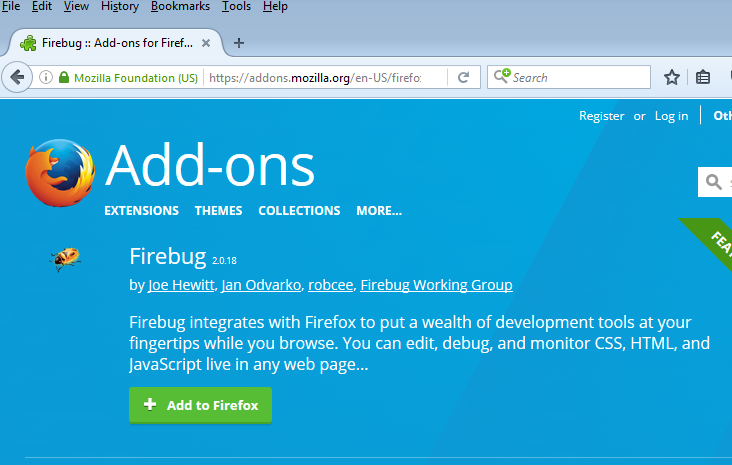 File Edit View History Bookmarks Tools Help
Firebug :: Add-ons for Firef...
Mozilla Foundation (US) https://addons.mozilla.org/en-US/firefo Search
Register or Log in Oth
Add-ons
EXTENSIONS THEMES COLLECTIONS MORE...
FEA
Firebug 2.0.18
by Joe Hewitt, Jan Odvarko, robcee, Firebug Working Group
Firebug integrates with Firefox to put a wealth of development tools at your
fingertips while you browse. You can edit, debug, and monitor CSS, HTML, and
JavaScript live in any web page...
Add to Firefox